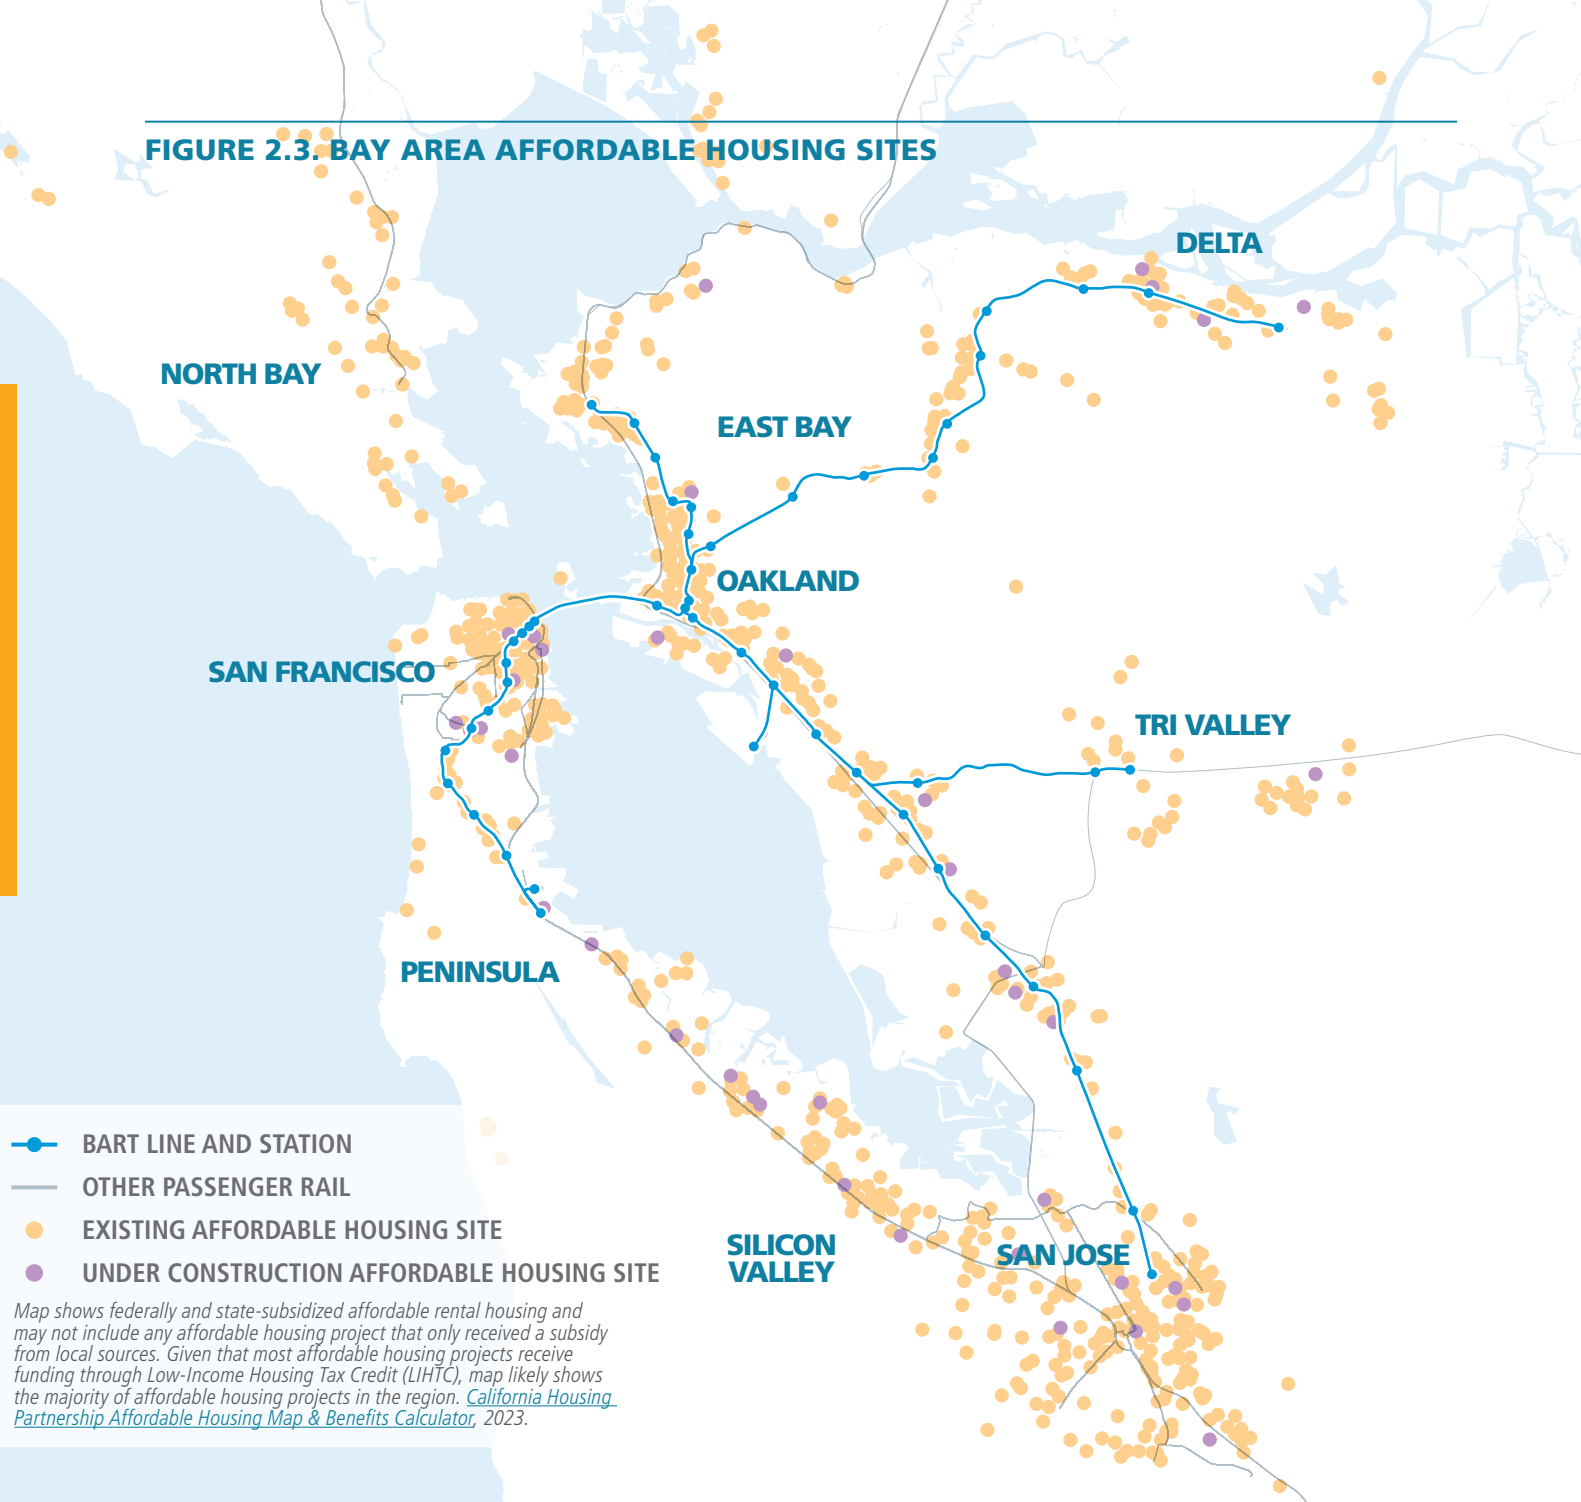 FIGURE 2.3. BAY AREA AFFORDABLE HOUSING SITES
DELTA
NORTH BAY
EAST BAY
OAKLAND
SAN FRANCISCO
TRI VALLEY
PENINSULA
SILICON
VALLEY
SAN JOSE
BART LINE AND STATION
OTHER PASSENGER RAIL
EXISTING AFFORDABLE HOUSING SITE
UNDER CONSTRUCTION AFFORDABLE HOUSING SITE
Map shows federally and state-subsidized affordable rental housing and
may not include any affordable housing project that only received a subsidy
from local sources. Given that most affordable housing projects receive
funding through Low-Income Housing Tax Credit (LIHTC), map likely shows
the majority of affordable housing projects in the region. California Housing
Partnership Affordable Housing Map & Benefits Calculator, 2023.